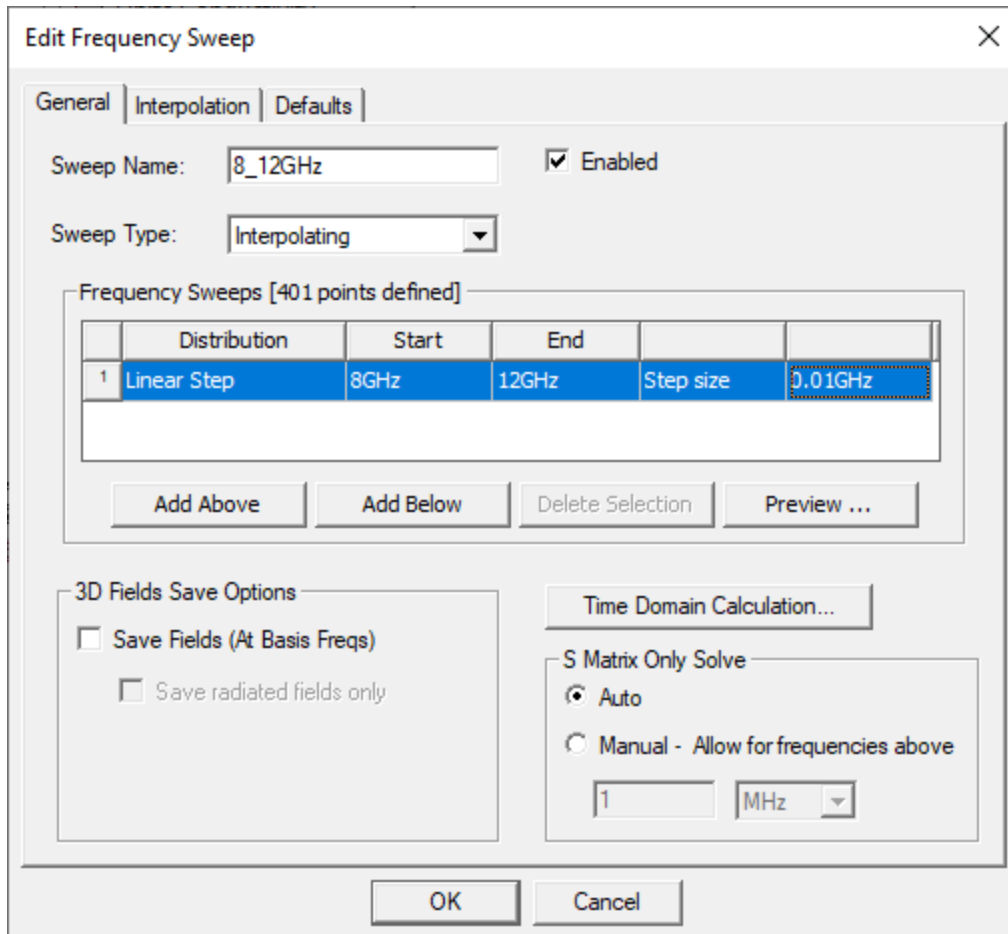 Edit Frequency Sweep
General Interpolation Defaults
Sweep Name: 8_12GHz Enabled
Sweep Type: Interpolating
Frequency Sweeps [401 points defined]
Distribution Start End
1 Linear Step 8GHz 12GHz Step size 0.01GHz
Add Above Add Below Delete Selection Preview ...
3D Fields Save Options
Time Domain Calculation...
Save Fields (At Basis Freqs)
S Matrix Only Solve
Save radiated fields only
Auto
Manual - Allow for frequencies above
1 MHz
OK Cancel